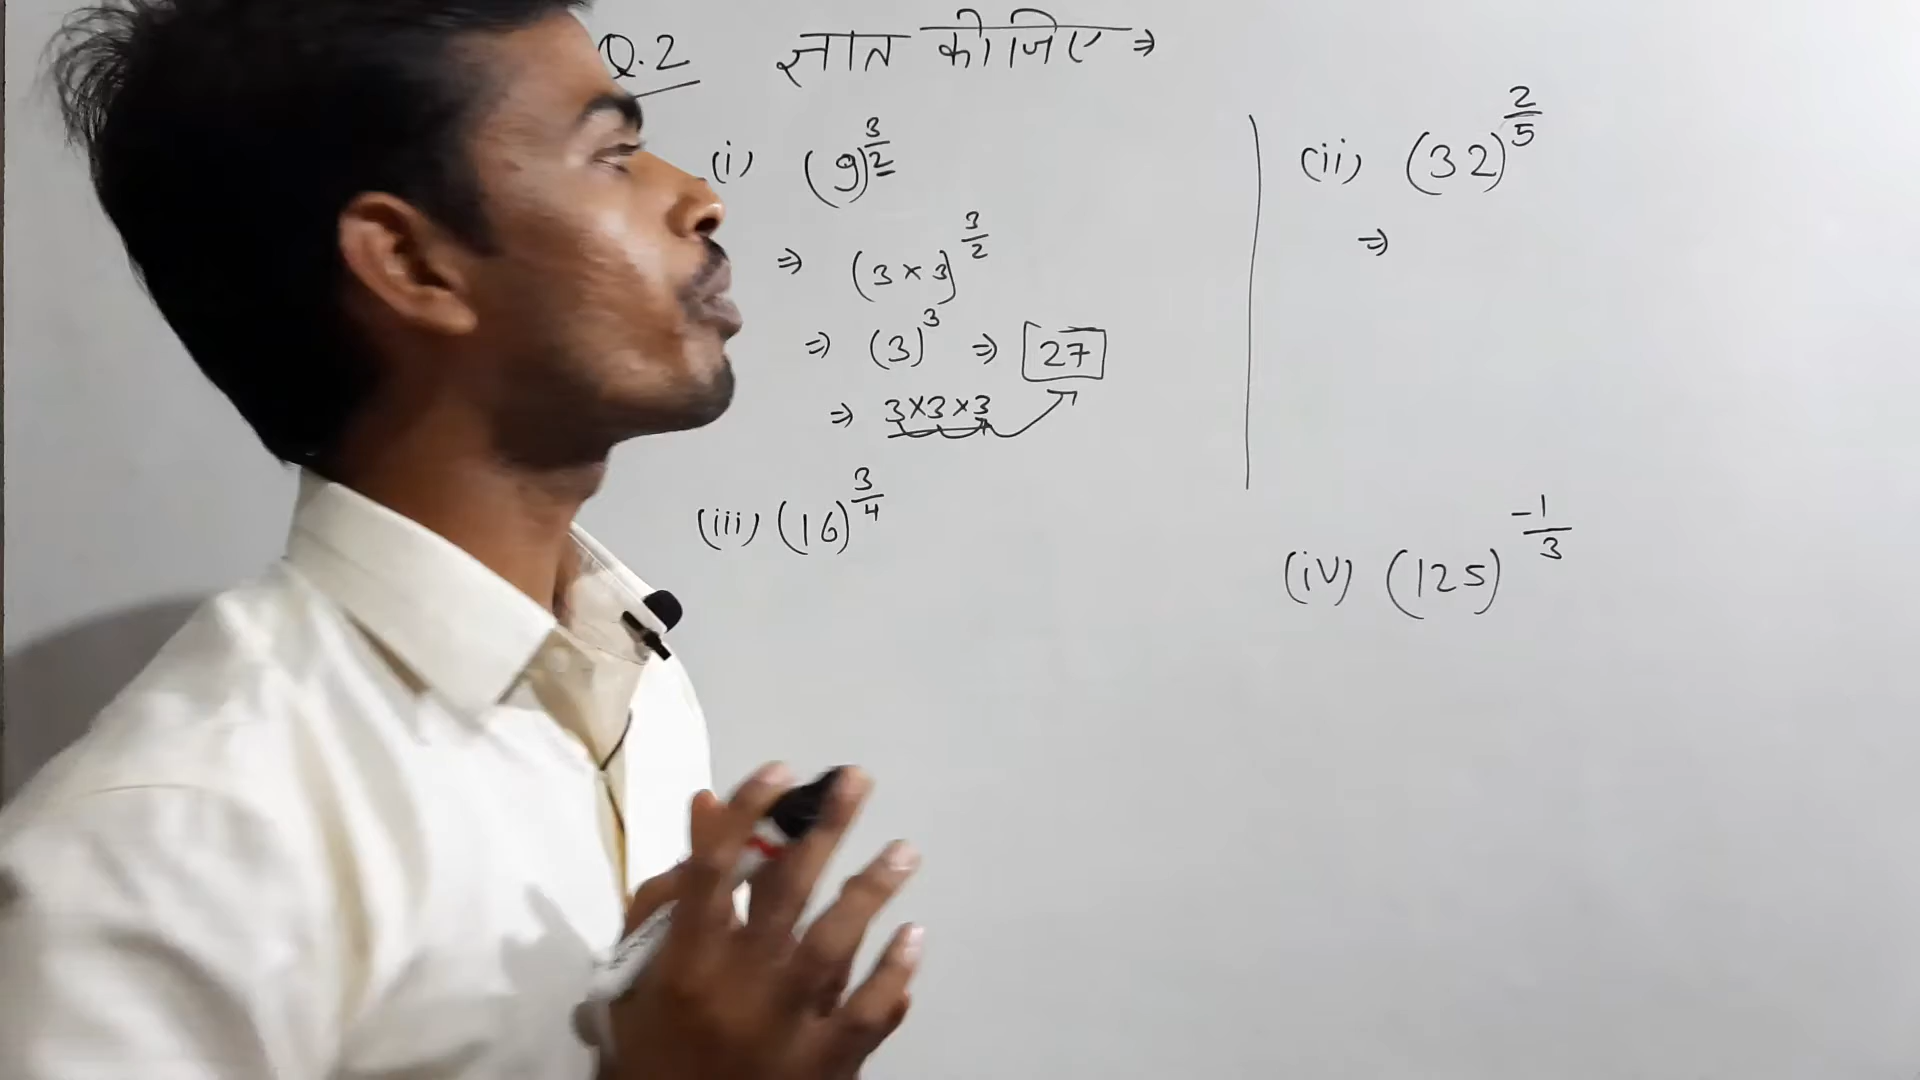 Q.2 ज्ञात कीजिए ⇒
(i) (9)^{3/2}
⇒ (3×3)^{3/2}
⇒ (3)^3 ⇒ 27
⇒ 3×3×3
(ii) (32)^{2/5}
⇒
(iii) (16)^{3/4}
(iv) (125)^{-1/3}